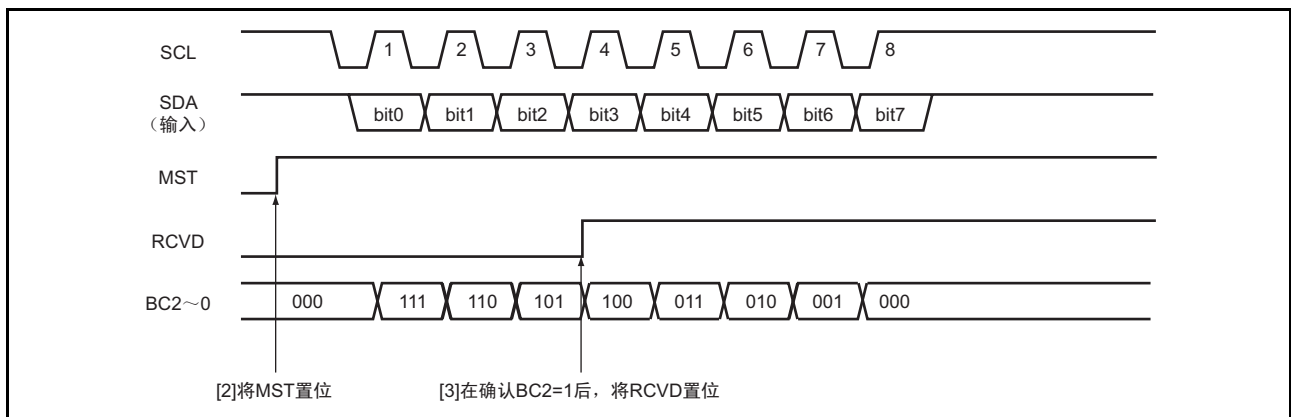 SCL 1 2 3 4 5 6 7 8
SDA
（输入） bit0 bit1 bit2 bit3 bit4 bit5 bit6 bit7
MST
RCVD
BC2～0 000 111 110 101 100 011 010 001 000
[2]将MST置位 [3]在确认BC2=1后，将RCVD置位